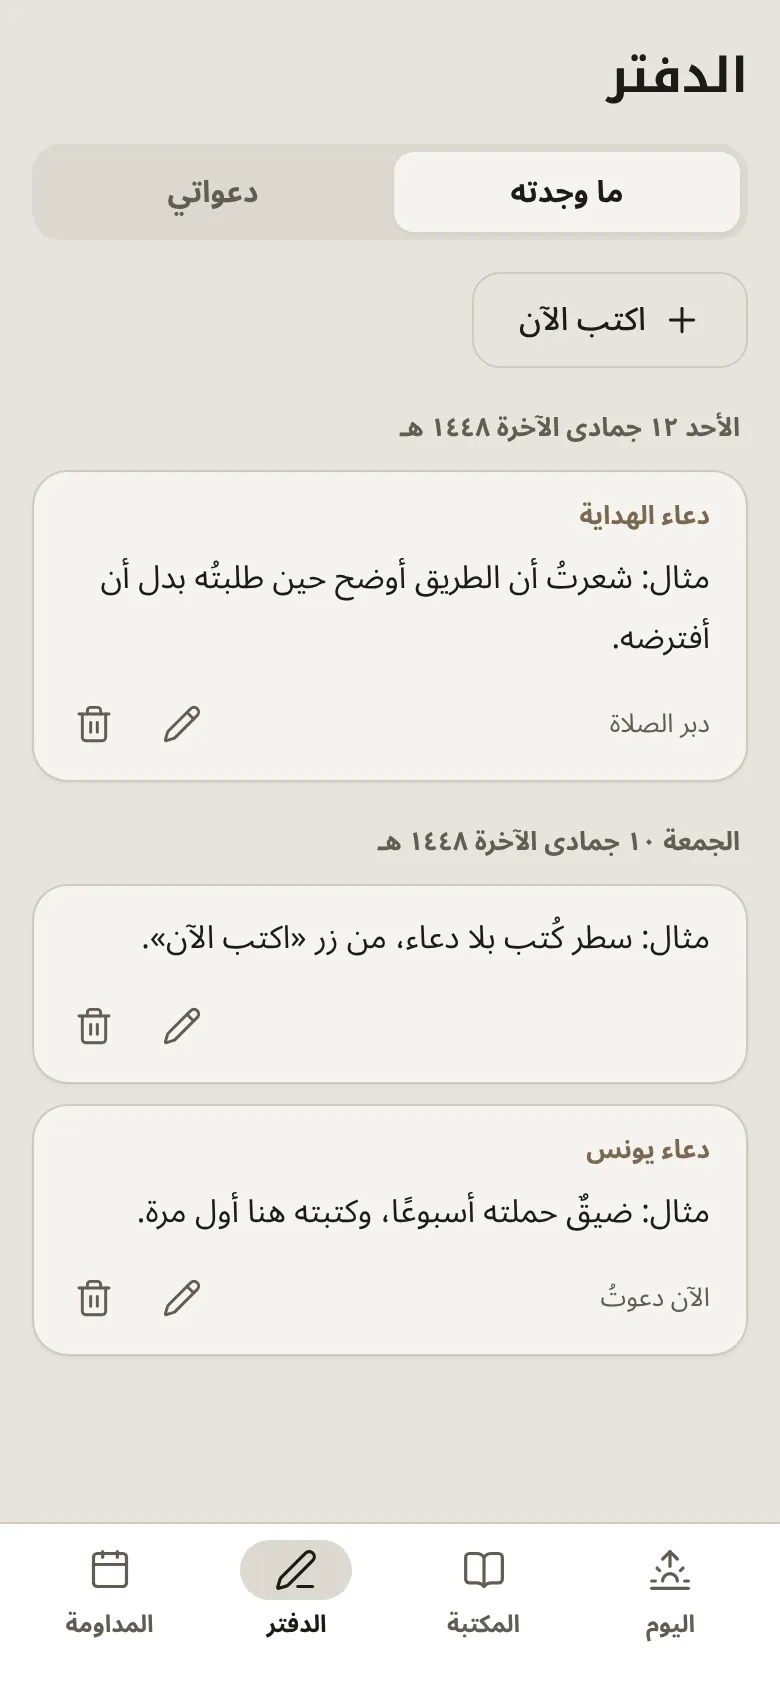 الدفتر
ما وجدته
دعواتي
اكتب الآن
الأحد ١٢ جمادى الآخرة ١٤٤٨ هـ
دعاء الهداية
مثال: شعرتُ أن الطريق أوضح حين طلبتُه بدل أن
أفترضه.
دبر الصلاة
الجمعة ١٠ جمادى الآخرة ١٤٤٨ هـ
مثال: سطر كُتب بلا دعاء، من زر «اكتب الآن».
دعاء يونس
مثال: ضيقٌ حملته أسبوعًا، وكتبته هنا أول مرة.
الآن دعوتُ
اليوم
المكتبة
الدفتر
المداومة